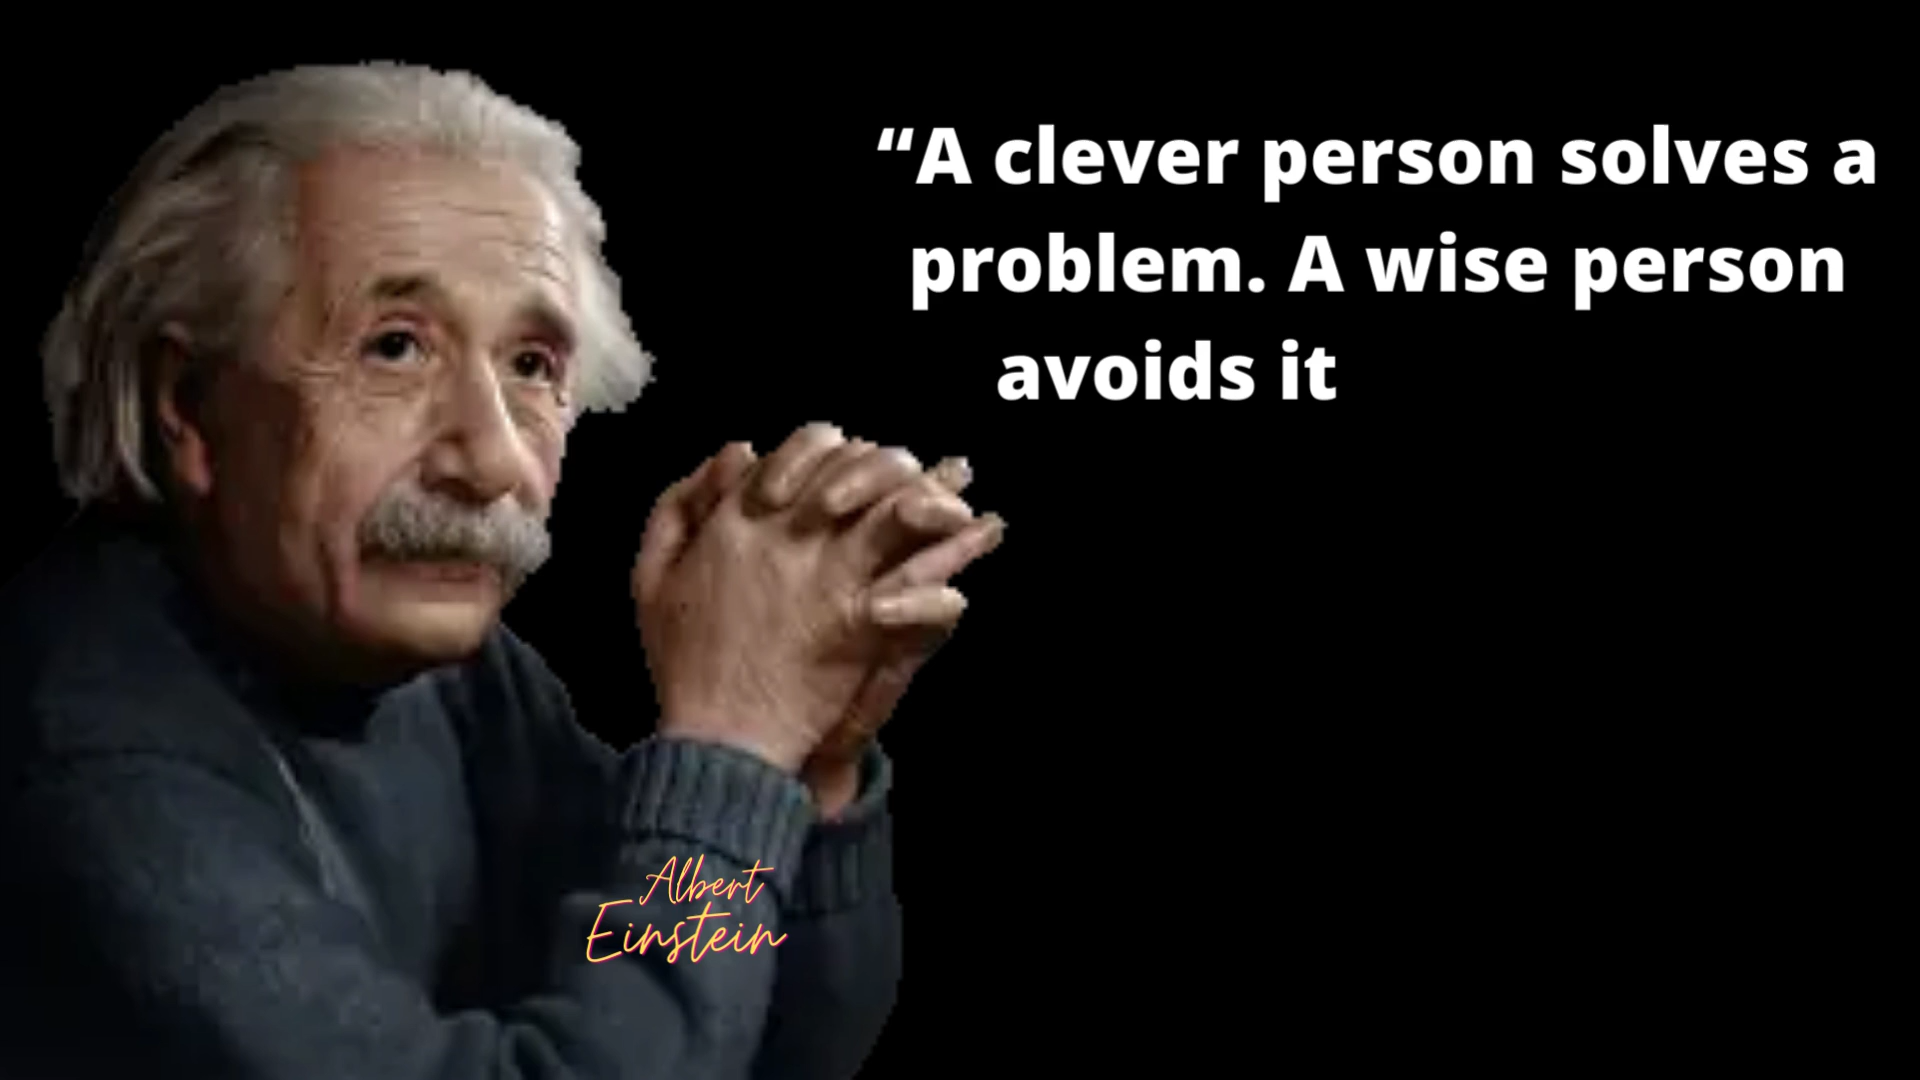 “A clever person solves a
problem. A wise person
avoids it
Albert
Einstein